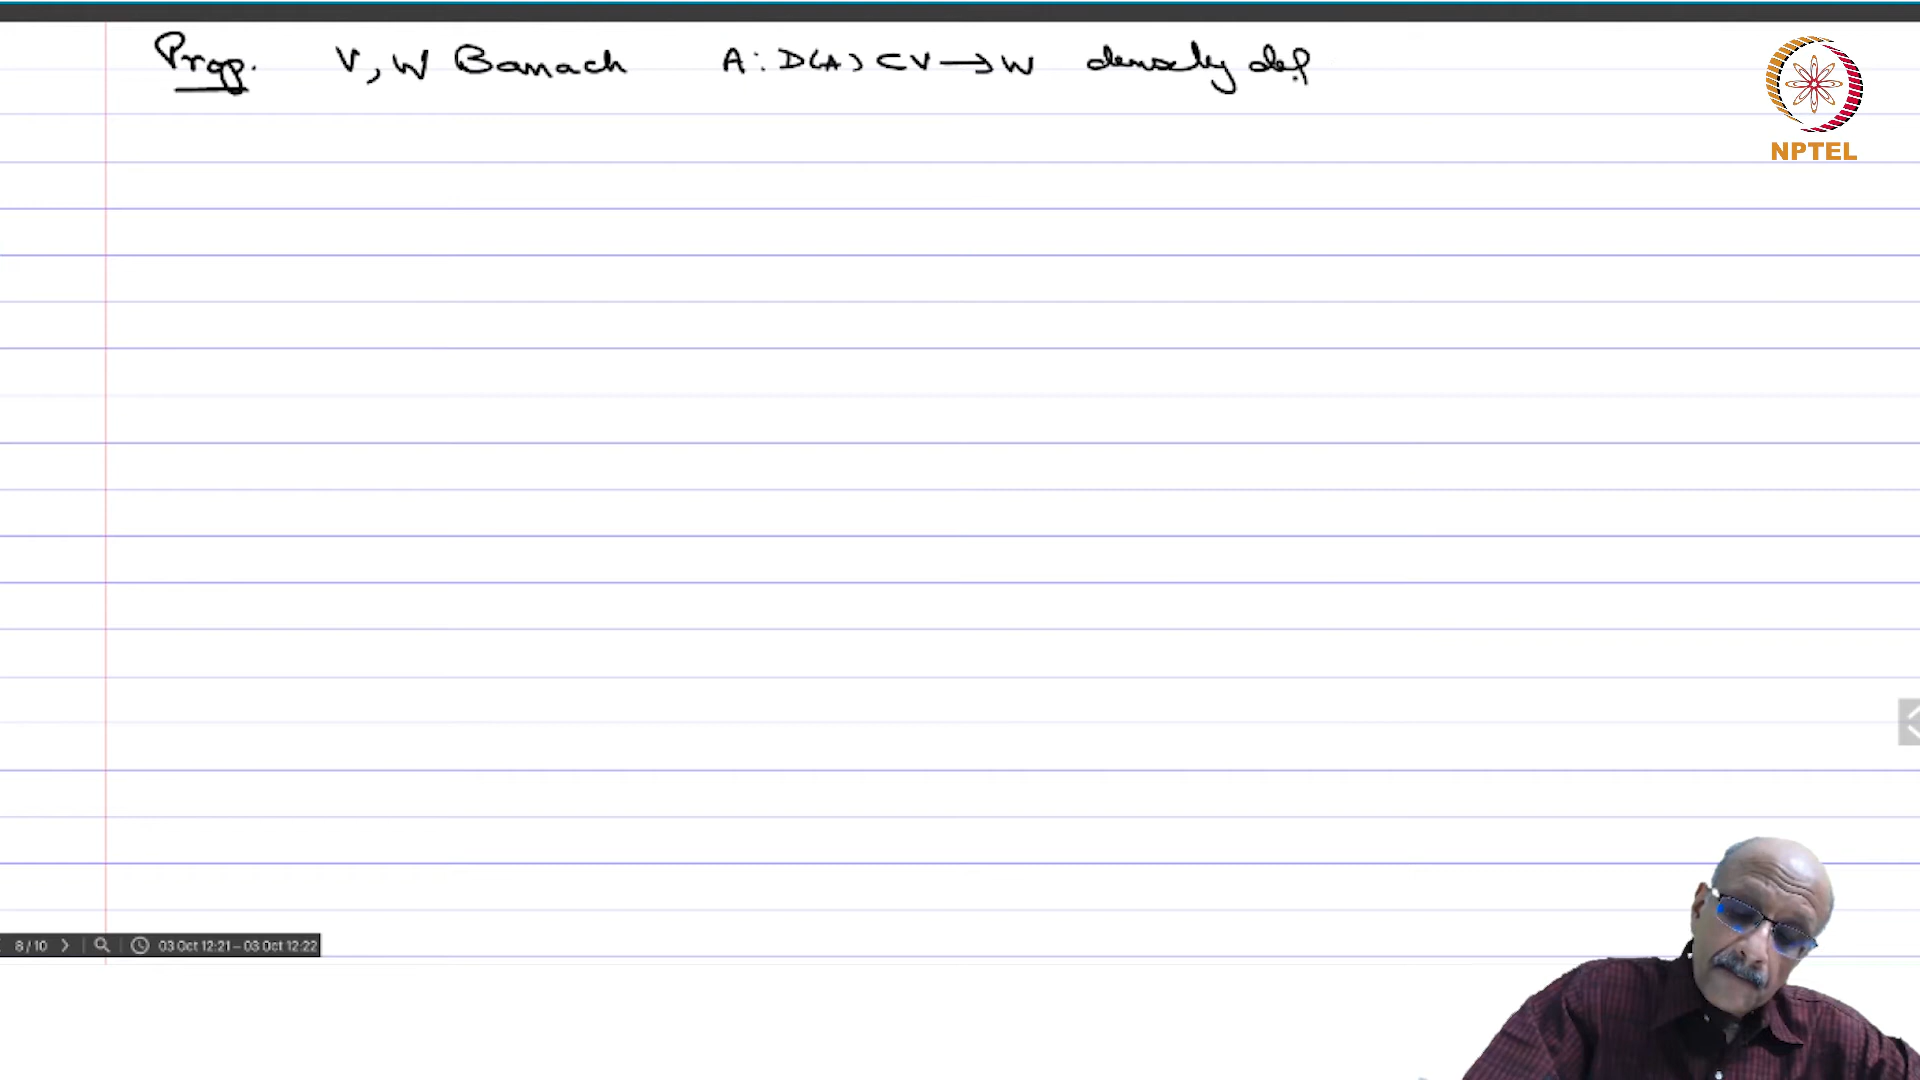 Prop. V, W Banach A: D(A) ⊂ V → W densely def
NPTEL
8/10 03 Oct 12:21 – 03 Oct 12:22